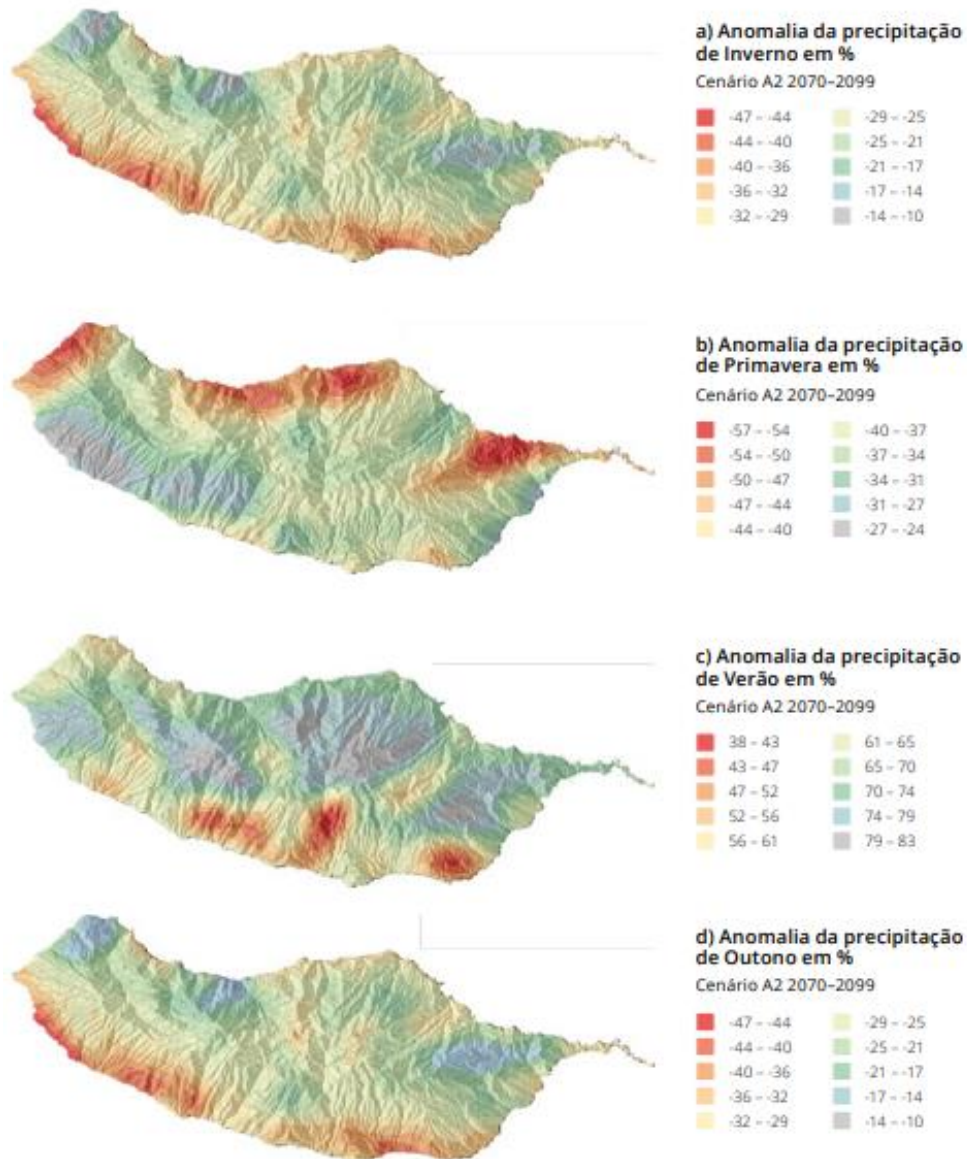 a) Anomalia da precipitação
de Inverno em %
Cenário A2 2070–2099
-47 – -44
-44 – -40
-40 – -36
-36 – -32
-32 – -29
-29 – -25
-25 – -21
-21 – -17
-17 – -14
-14 – -10
b) Anomalia da precipitação
de Primavera em %
Cenário A2 2070–2099
-57 – -54
-54 – -50
-50 – -47
-47 – -44
-44 – -40
-40 – -37
-37 – -34
-34 – -31
-31 – -27
-27 – -24
c) Anomalia da precipitação
de Verão em %
Cenário A2 2070–2099
38 – 43
43 – 47
47 – 52
52 – 56
56 – 61
61 – 65
65 – 70
70 – 74
74 – 79
79 – 83
d) Anomalia da precipitação
de Outono em %
Cenário A2 2070–2099
-47 – -44
-44 – -40
-40 – -36
-36 – -32
-32 – -29
-29 – -25
-25 – -21
-21 – -17
-17 – -14
-14 – -10